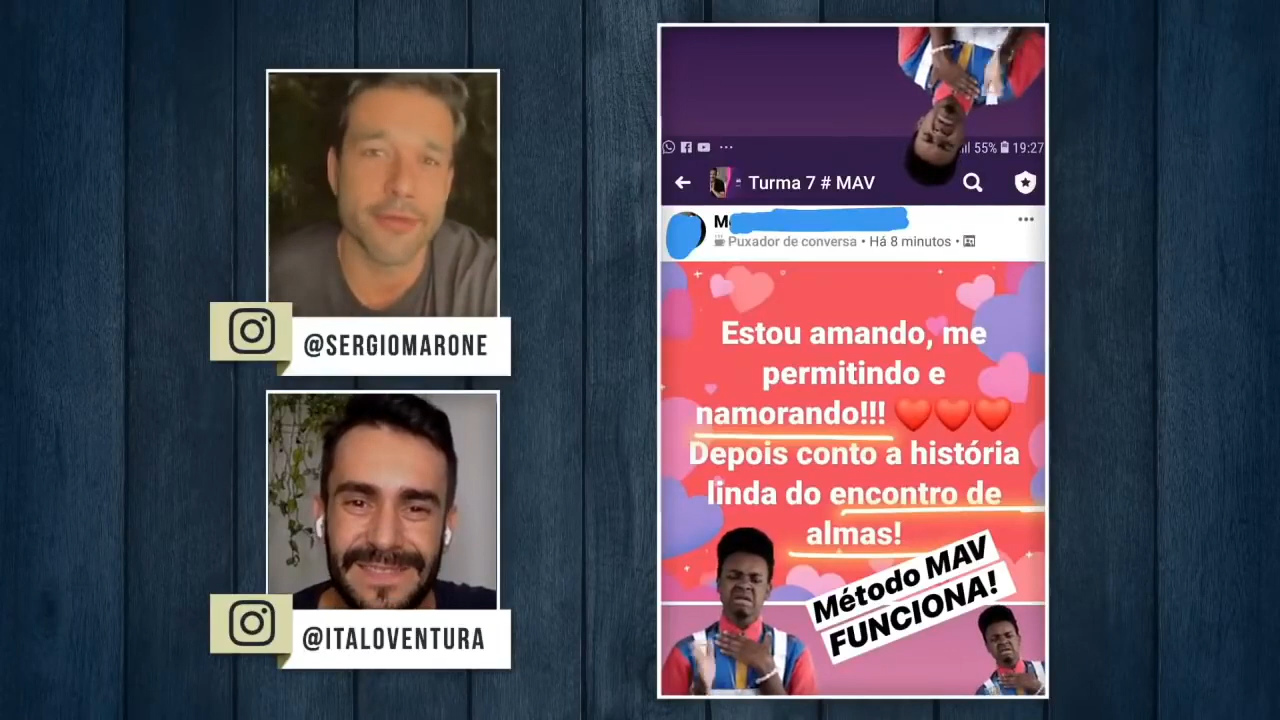 @SERGIOMARONE
@ITALOVENTURA
55% 19:27
Turma 7 # MAV
M
Puxador de conversa • Há 8 minutos •
Estou amando, me
permitindo e
namorando!!! ❤️❤️❤️
Depois conto a história
linda do encontro de
almas!
Método MAV
FUNCIONA!